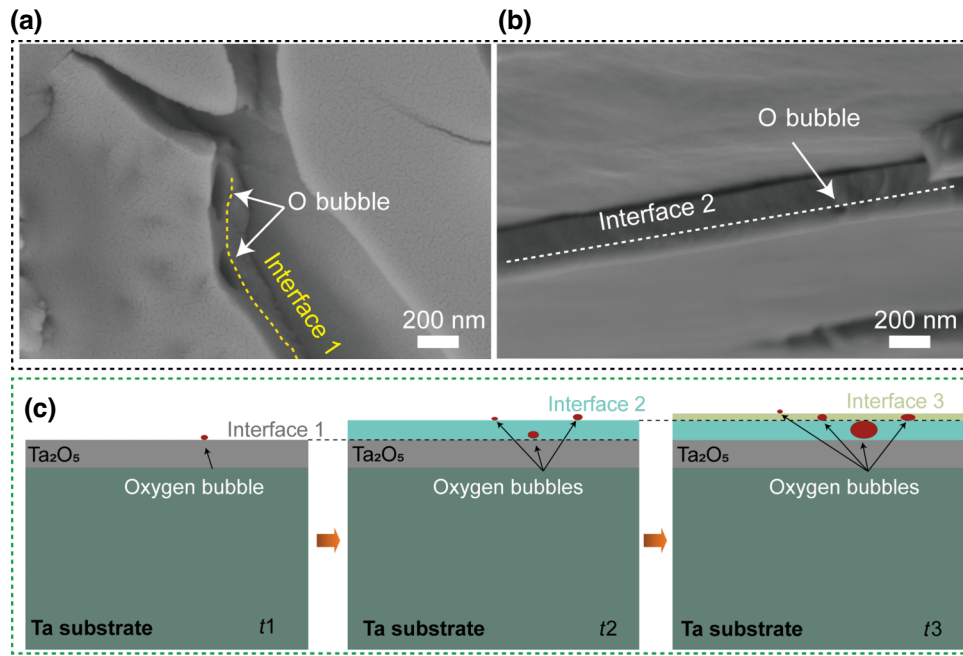 (a)
O bubble
Interface 1
200 nm
(b)
O bubble
Interface 2
200 nm
(c)
Interface 1
Ta₂O₅
Oxygen bubble
Ta substrate
t1
Interface 2
Oxygen bubbles
Ta substrate
t2
Interface 3
Ta₂O₅
Oxygen bubbles
Ta substrate
t3